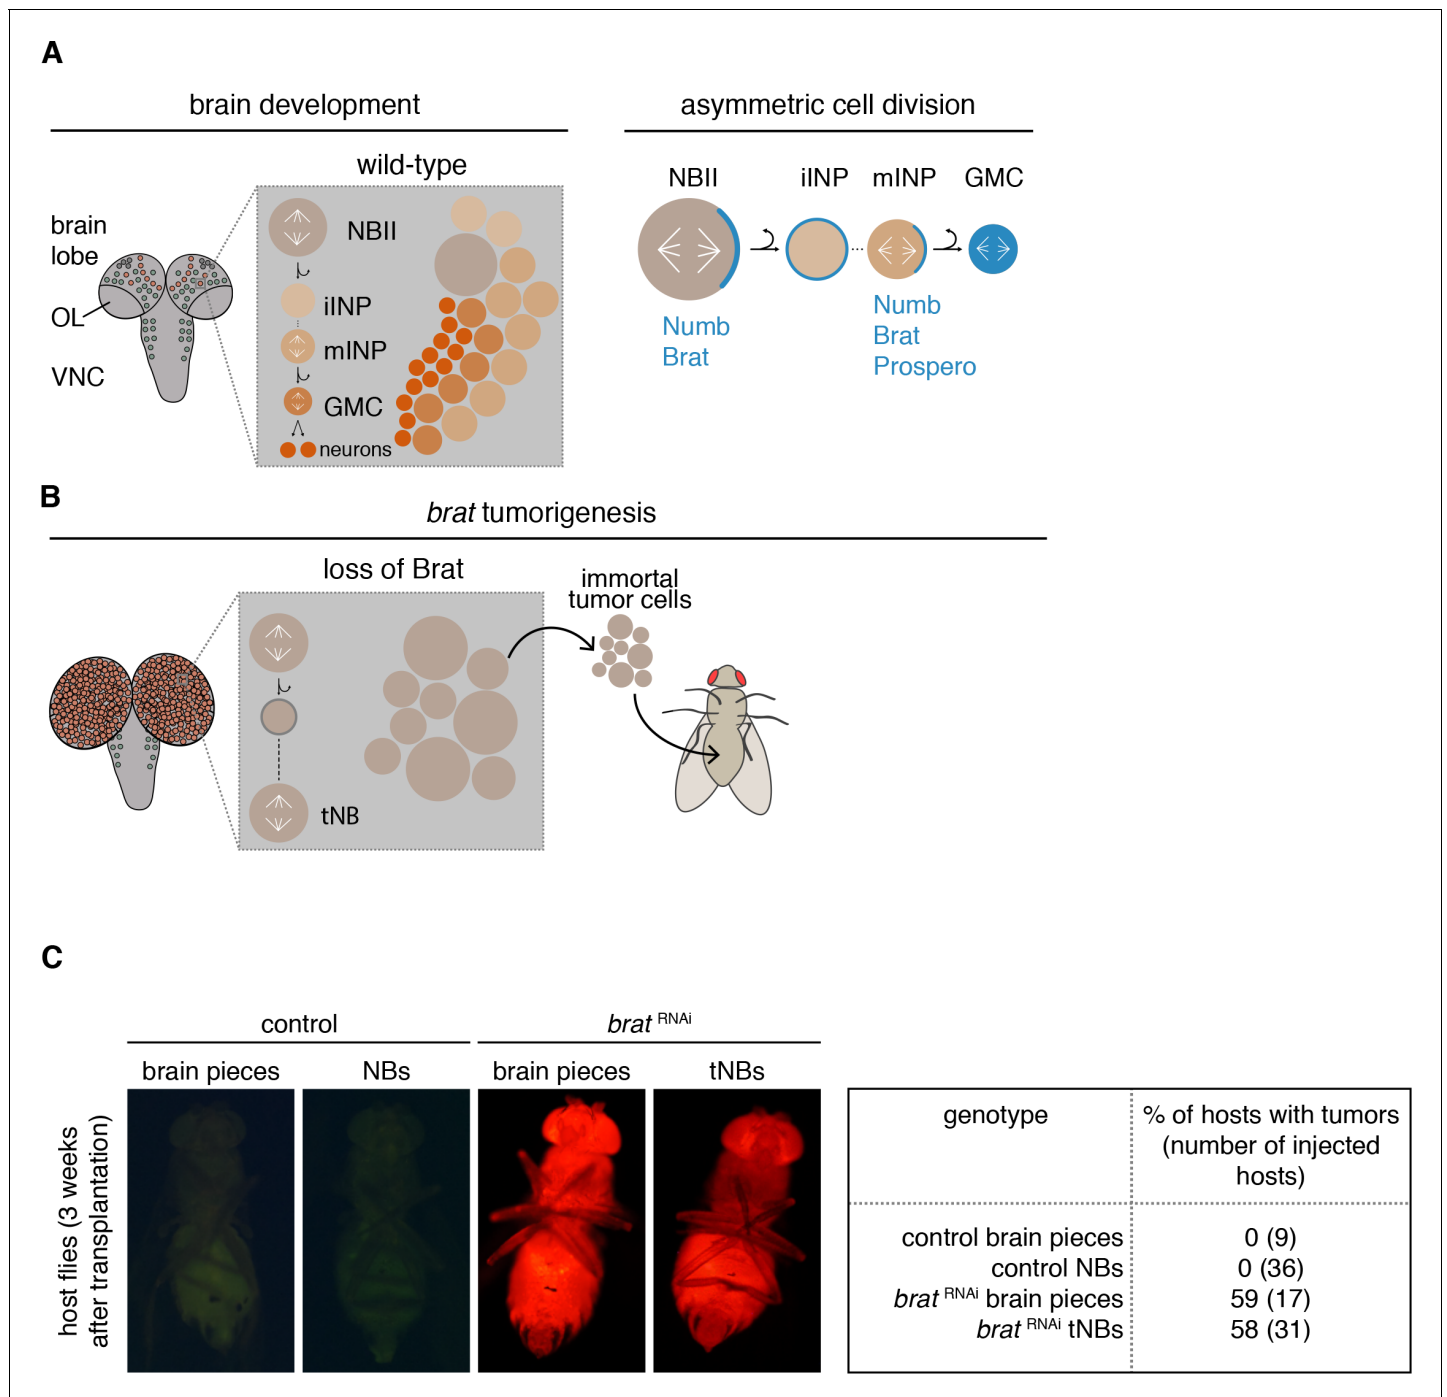 A
brain development
asymmetric cell division
wild-type
brain
lobe
OL
VNC
NBII
iINP
mINP
GMC
neurons
NBII
iINP
mINP
GMC
Numb
Brat
Numb
Brat
Prospero
B
brat tumorigenesis
loss of Brat
immortal
tumor cells
tNB
C
control
brat RNAi
brain pieces
NBs
brain pieces
tNBs
host flies (3 weeks
after transplantation)
genotype
% of hosts with tumors
(number of injected
hosts)
control brain pieces 0 (9)
control NBs 0 (36)
brat RNAi brain pieces 59 (17)
brat RNAi tNBs 58 (31)